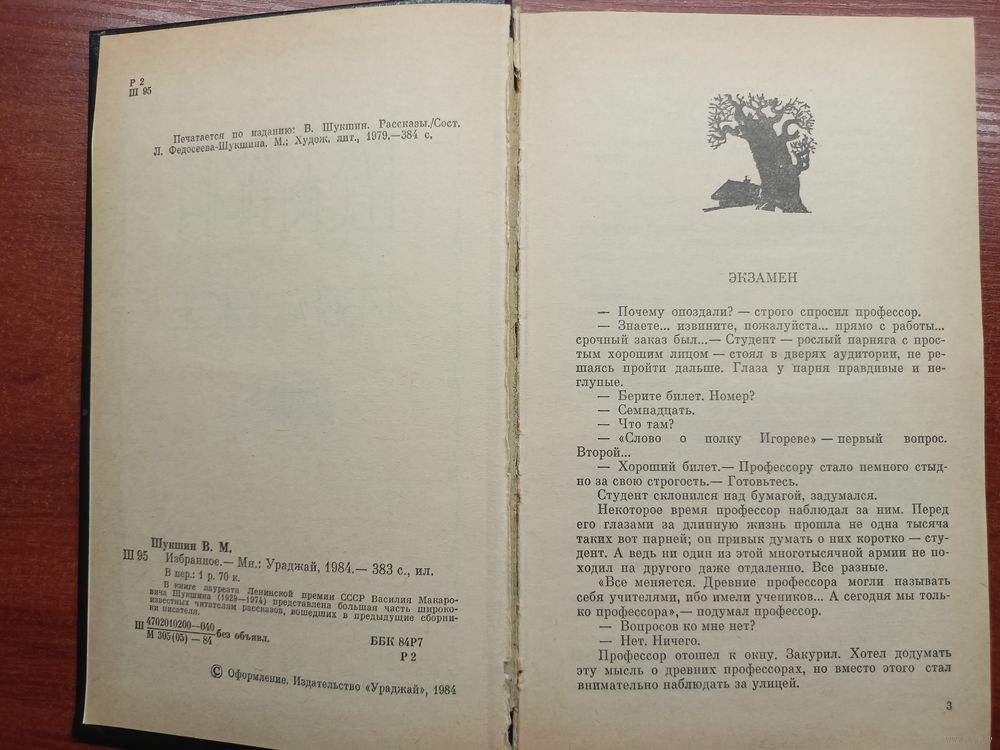 Р 2
Ш 95
Печатается по изданию: В. Шукшин. Рассказы./Сост.
Л. Федосеева-Шукшина. М.; Худож. лит., 1979.—384 с.
Шукшин В. М.
Ш 95 Избранное.— Мн.: Ураджай, 1984.— 383 с., ил.
В пер.: 1 р. 70 к.
В книге лауреата Ленинской премии СССР Василия Макаро-
вича Шукшина (1929—1974) представлена большая часть широко-
известных читателям рассказов, вошедших в предыдущие сборни-
ки писателя.
Ш 4702010200—040
М 305(05) — 84 без объявл.
ББК 84Р7
Р 2
© Оформление. Издательство «Ураджай», 1984
ЭКЗАМЕН
— Почему опоздали? — строго спросил профессор.
— Знаете... извините, пожалуйста... прямо с работы...
срочный заказ был...— Студент — рослый парняга с прос-
тым хорошим лицом — стоял в дверях аудитории, не ре-
шаясь пройти дальше. Глаза у парня правдивые и не-
глупые.
— Берите билет. Номер?
— Семнадцать.
— Что там?
— «Слово о полку Игореве» — первый вопрос.
Второй...
— Хороший билет.— Профессору стало немного стыд-
но за свою строгость.— Готовьтесь.
Студент склонился над бумагой, задумался.
Некоторое время профессор наблюдал за ним. Перед
его глазами за длинную жизнь прошла не одна тысяча
таких вот парней; он привык думать о них коротко — сту-
дент. А ведь ни один из этой многотысячной армии не по-
ходил на другого даже отдаленно. Все разные.
«Все меняется. Древние профессора могли называть
себя учителями, ибо имели учеников... А сегодня мы толь-
ко профессора»,— подумал профессор.
— Вопросов ко мне нет?
— Нет. Ничего.
Профессор отошел к окну. Закурил. Хотел додумать
эту мысль о древних профессорах, но вместо этого стал
внимательно наблюдать за улицей.
3